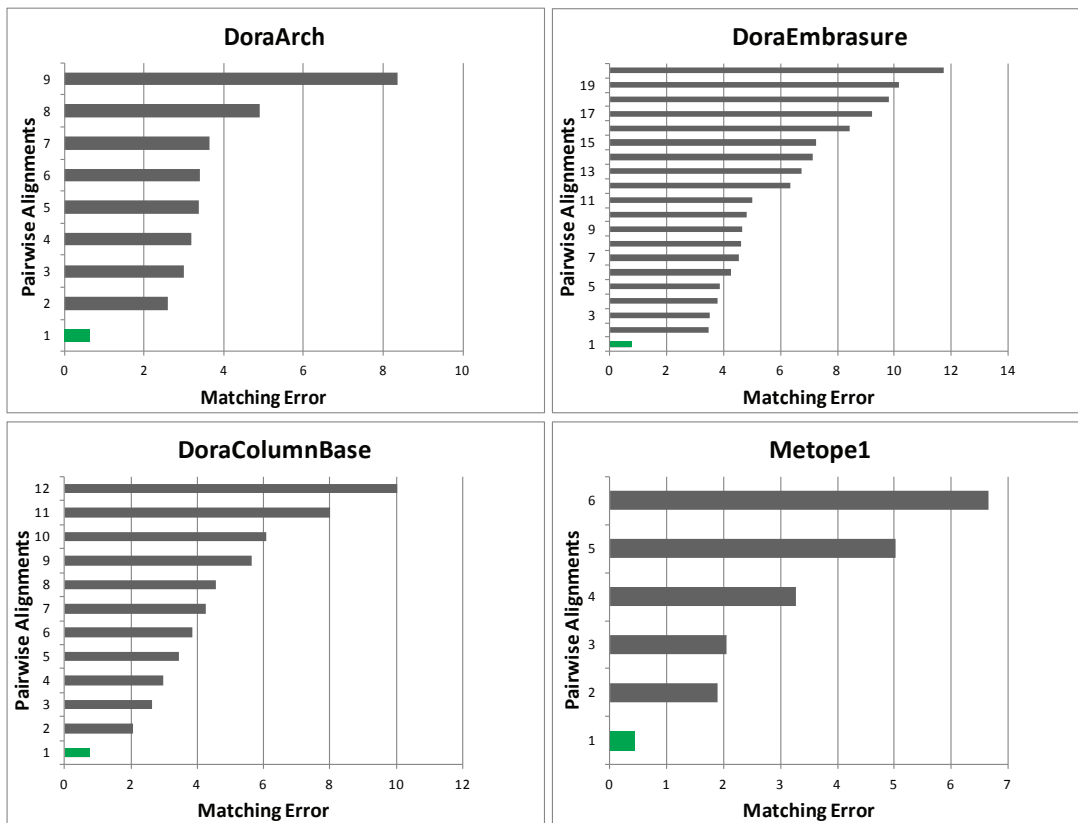 DoraArch
Pairwise Alignments
9
8
7
6
5
4
3
2
1
0 2 4 6 8 10
Matching Error
DoraEmbrasure
Pairwise Alignments
19
17
15
13
11
9
7
5
3
1
0 2 4 6 8 10 12 14
Matching Error
DoraColumnBase
Pairwise Alignments
12
11
10
9
8
7
6
5
4
3
2
1
0 2 4 6 8 10 12
Matching Error
Metope1
Pairwise Alignments
6
5
4
3
2
1
0 1 2 3 4 5 6 7
Matching Error